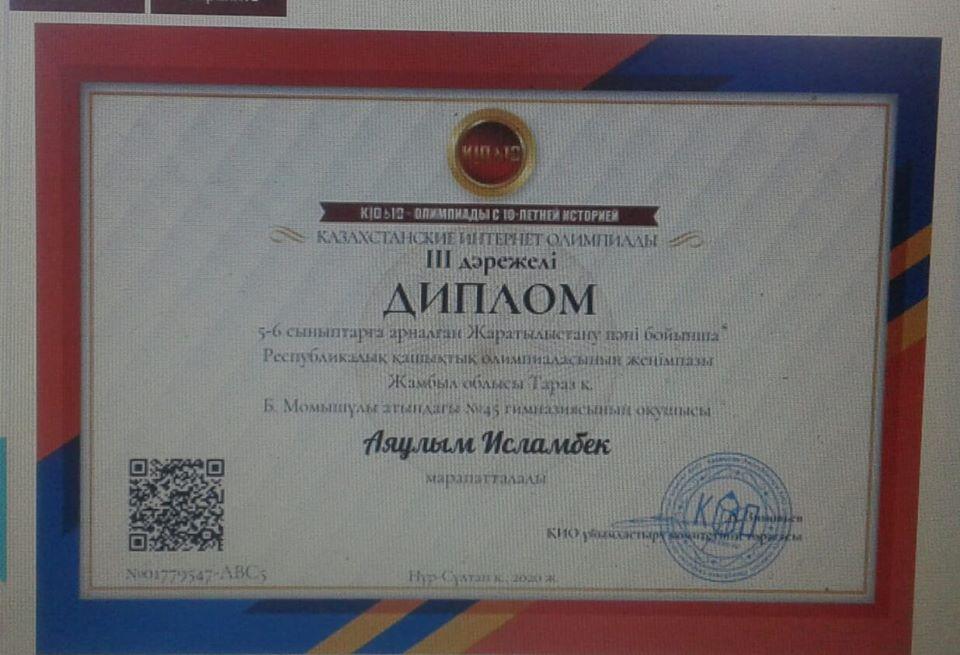 KIO
KIO - ОЛИМПИАДЫ С 10-ЛЕТНЕЙ ИСТОРИЕЙ
КАЗАХСТАНСКИЕ ИНТЕРНЕТ ОЛИМПИАДЫ
III дәрежелі
ДИПЛОМ
5-6 сыныптарға арналған Жаратылыстану пәні бойынша
Республикалық қашықтық олимпиадасының жеңімпазы
Жамбыл облысы Тараз қ.
Б. Момышұлы атындағы №45 гимназиясының оқушысы
Аяулым Исламбек
марапатталады
КИО ұйымдастыру комитетінің төрағасы
№01779547-ABC5
Нұр-Сұлтан қ., 2020 ж.